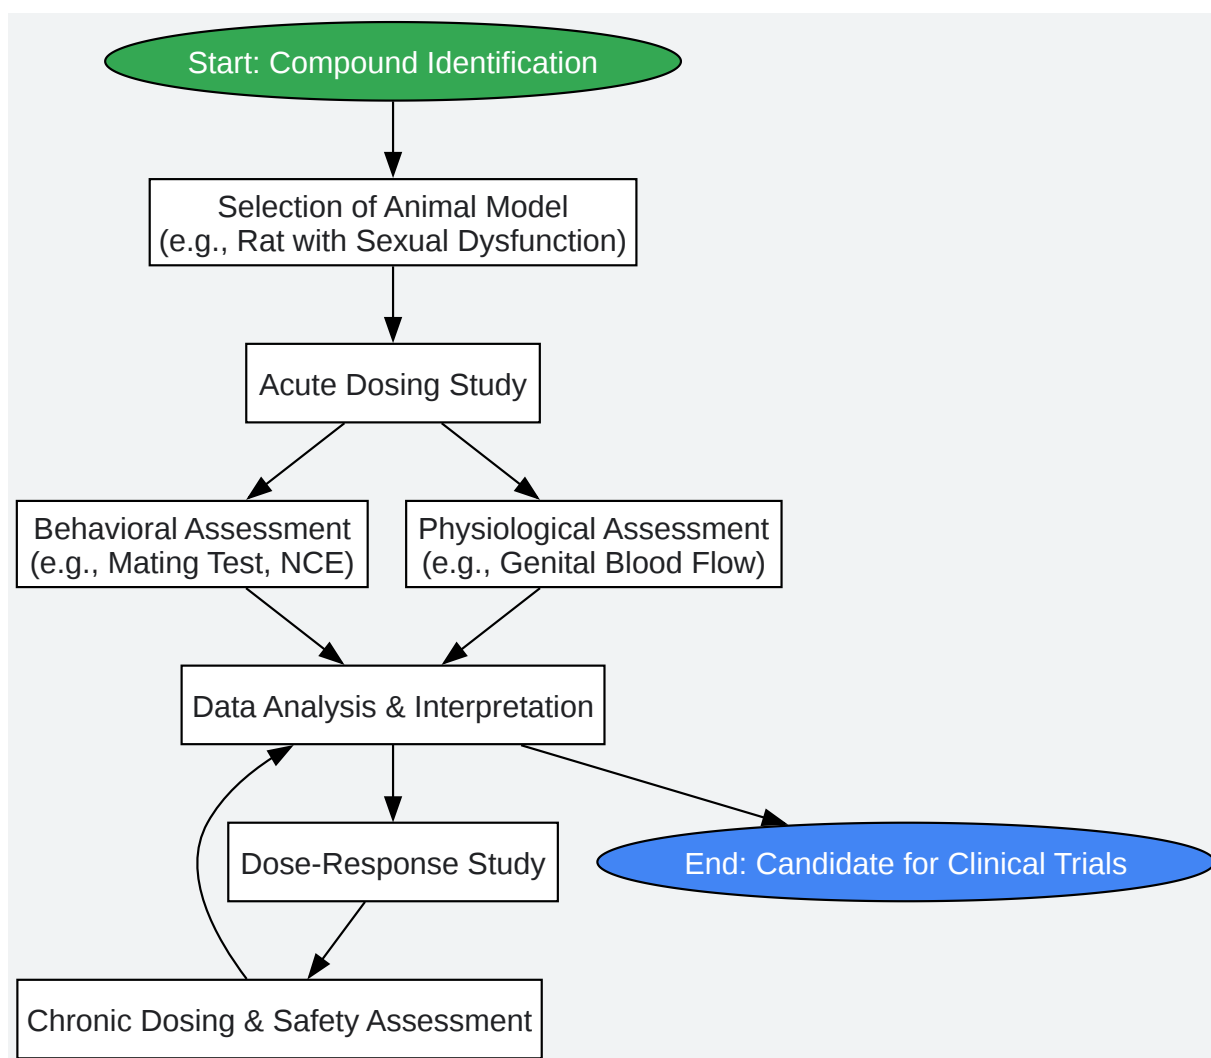 Start: Compound Identification
Selection of Animal Model
(e.g., Rat with Sexual Dysfunction)
Acute Dosing Study
Behavioral Assessment
(e.g., Mating Test, NCE)
Physiological Assessment
(e.g., Genital Blood Flow)
Data Analysis & Interpretation
Dose-Response Study
End: Candidate for Clinical Trials
Chronic Dosing & Safety Assessment